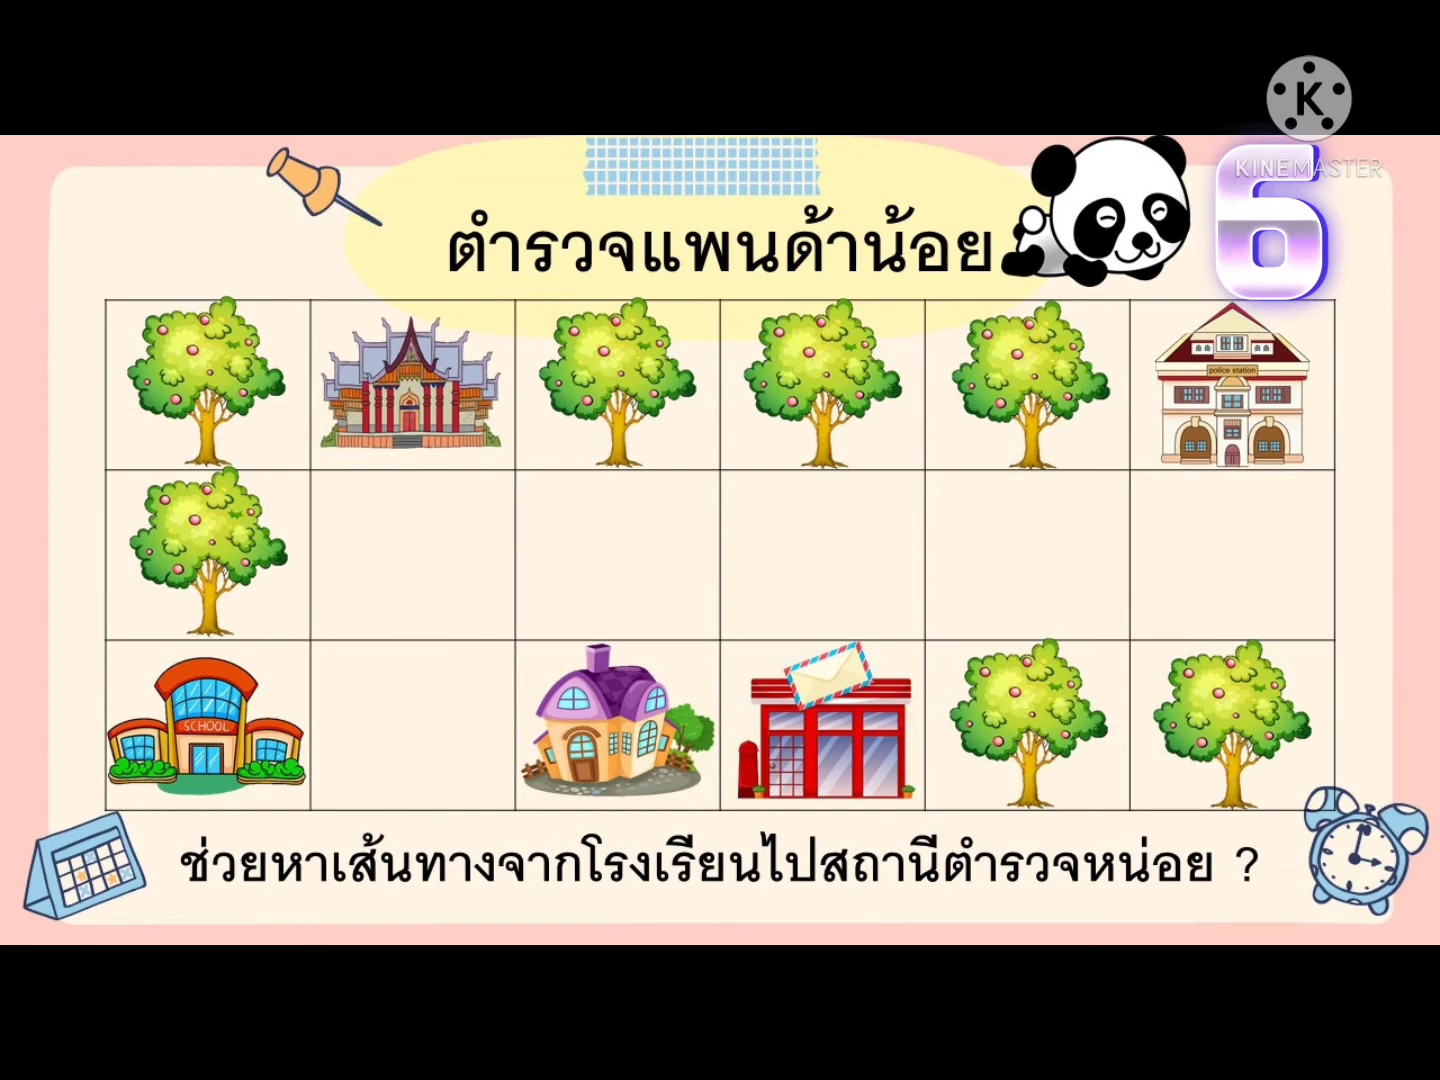 K
KINEMASTER
6
ตำรวจแพนด้าน้อย
police station
SCHOOL
ช่วยหาเส้นทางจากโรงเรียนไปสถานีตำรวจหน่อย ?